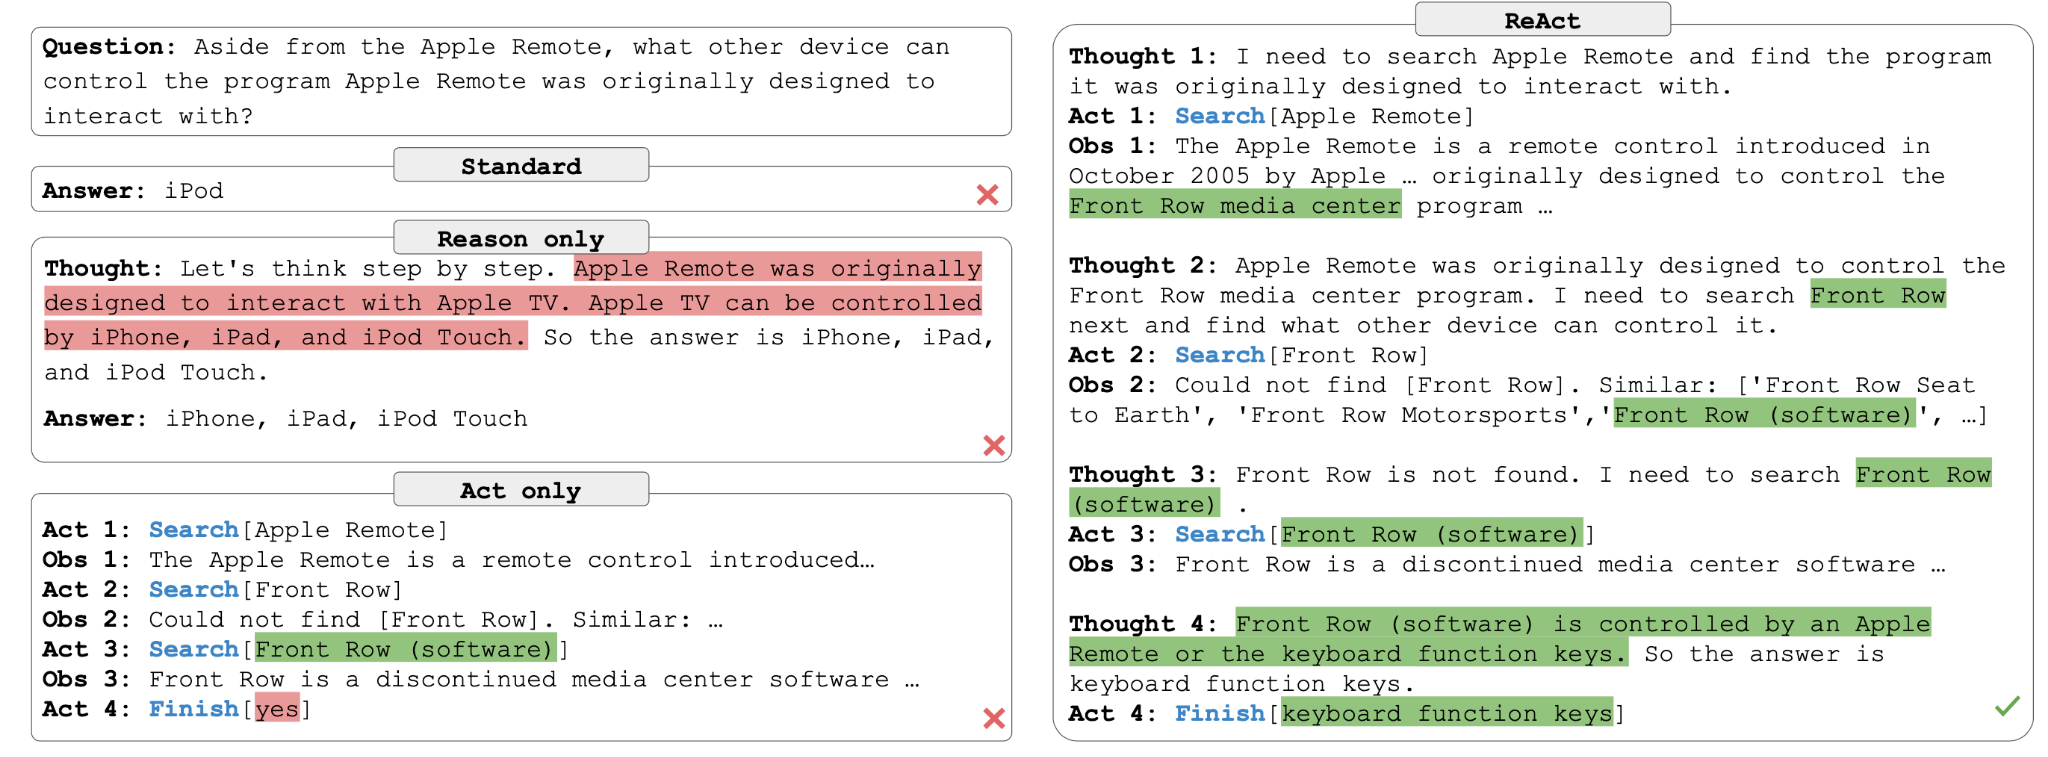 Question: Aside from the Apple Remote, what other device can
control the program Apple Remote was originally designed to
interact with?
Standard
Answer: iPod
Reason only
Thought: Let's think step by step. Apple Remote was originally
designed to interact with Apple TV. Apple TV can be controlled
by iPhone, iPad, and iPod Touch. So the answer is iPhone, iPad,
and iPod Touch.
Answer: iPhone, iPad, iPod Touch
Act only
Act 1: Search[Apple Remote]
Obs 1: The Apple Remote is a remote control introduced…
Act 2: Search[Front Row]
Obs 2: Could not find [Front Row]. Similar: …
Act 3: Search[Front Row (software)]
Obs 3: Front Row is a discontinued media center software …
Act 4: Finish[yes]
ReAct
Thought 1: I need to search Apple Remote and find the program
it was originally designed to interact with.
Act 1: Search[Apple Remote]
Obs 1: The Apple Remote is a remote control introduced in
October 2005 by Apple … originally designed to control the
Front Row media center program …
Thought 2: Apple Remote was originally designed to control the
Front Row media center program. I need to search Front Row
next and find what other device can control it.
Act 2: Search[Front Row]
Obs 2: Could not find [Front Row]. Similar: ['Front Row Seat
to Earth', 'Front Row Motorsports','Front Row (software)', …]
Thought 3: Front Row is not found. I need to search Front Row
(software) .
Act 3: Search[Front Row (software)]
Obs 3: Front Row is a discontinued media center software …
Thought 4: Front Row (software) is controlled by an Apple
Remote or the keyboard function keys. So the answer is
keyboard function keys.
Act 4: Finish[keyboard function keys]